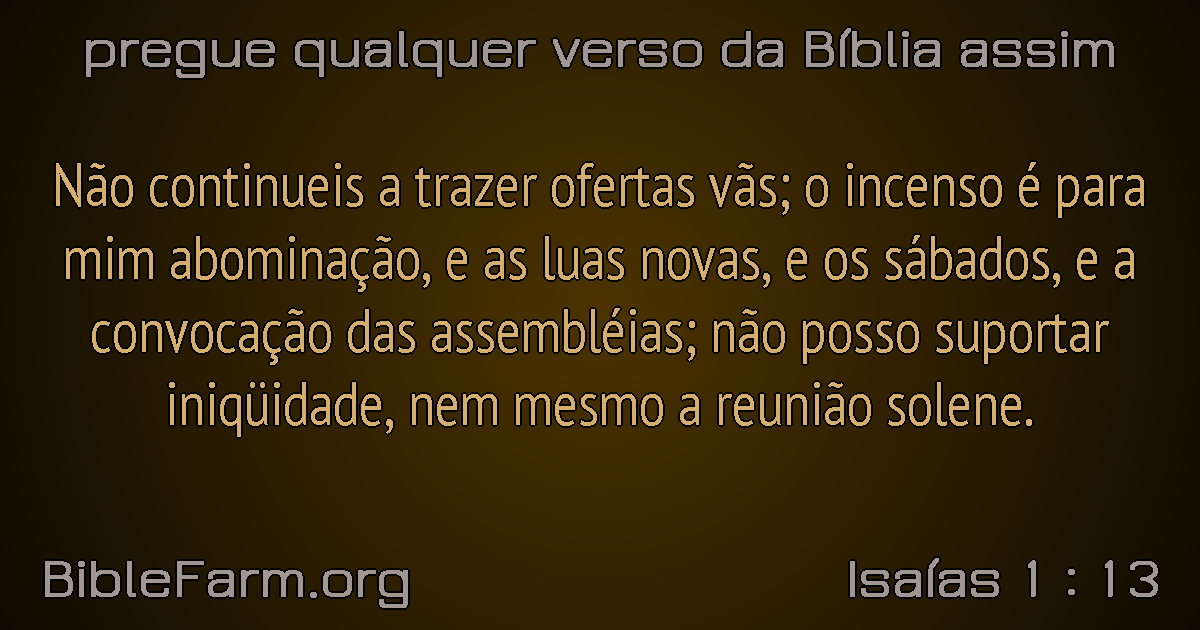 pregue qualquer verso da Bíblia assim
Não continueis a trazer ofertas vãs; o incenso é para
mim abominação, e as luas novas, e os sábados, e a
convocação das assembléias; não posso suportar
iniqüidade, nem mesmo a reunião solene.
BibleFarm.org
Isaías 1 : 13